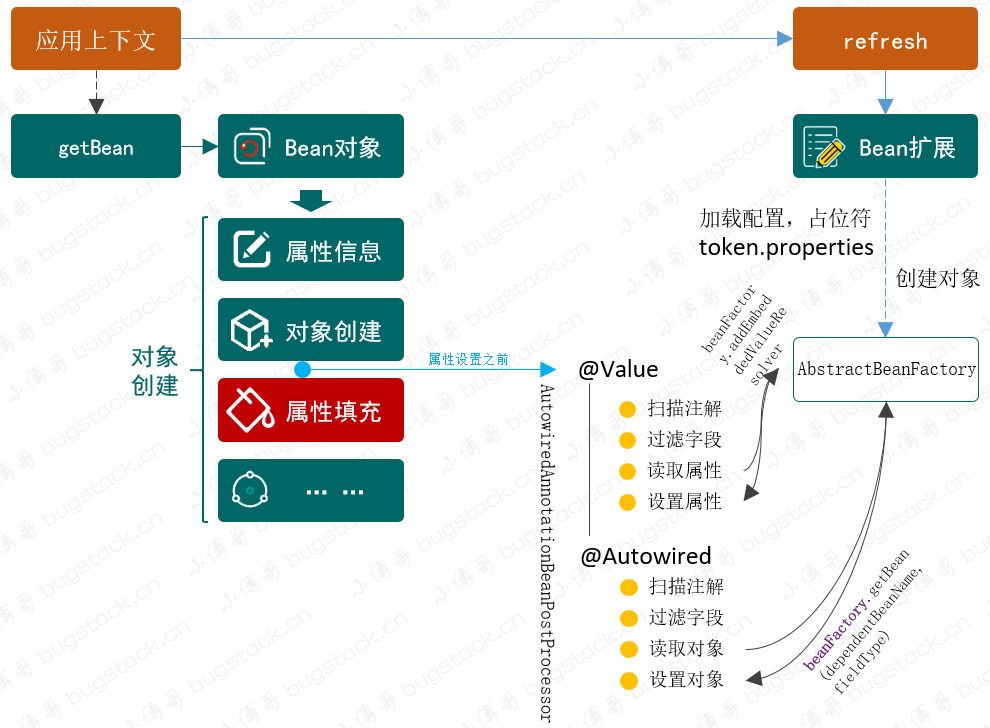 应用上下文
refresh
getBean
Bean对象
Bean扩展
属性信息
对象创建
属性填充
... ...
对象
创建
属性设置之前
AutowiredAnnotationBeanPostProcessor
@Value
扫描注解
过滤字段
读取属性
设置属性
@Autowired
扫描注解
过滤字段
读取对象
设置对象
加载配置，占位符
token.properties
创建对象
beanFactor
y.addEmbed
dedValueRe
solver
AbstractBeanFactory
beanFactory.getBean
(dependentBeanName,
fieldType)
小傅哥 bugstack.cn